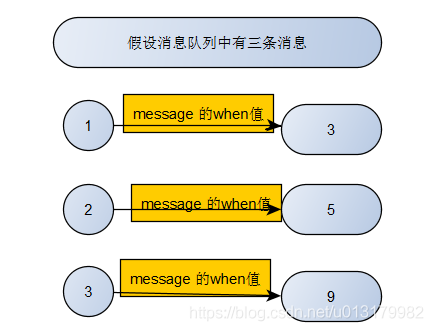 假设消息队列中有三条消息
1 message 的when值 3
2 message 的when值 5
3 message 的when值 9
https://blog.csdn.net/u013179982